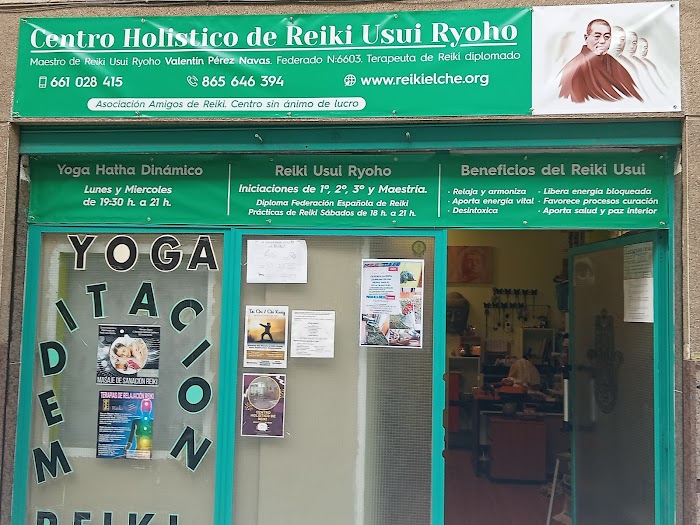 Centro Holistico de Reiki Usui Ryoho
Maestro de Reiki Usui Ryoho Valentín Pérez Navas. Federado N:6603. Terapeuta de Reiki diplomado
661 028 415
865 646 394
www.reikielche.org
Asociación Amigos de Reiki. Centro sin ánimo de lucro
Yoga Hatha Dinámico
Lunes y Miercoles
de 19:30 h. a 21 h.
Reiki Usui Ryoho
Iniciaciones de 1º, 2º, 3º y Maestría.
Diploma Federación Española de Reiki
Prácticas de Reiki Sábados de 18 h. a 21 h.
Beneficios del Reiki Usui
· Relaja y armoniza
· Aporta energía vital
· Desintoxica
· Libera energía bloqueada
· Favorece procesos curación
· Aporta salud y paz interior
YOGA
MEDITACION
REIKI
MASAJE DE SANACIÓN REIKI
TERAPIAS DE RELAJACIÓN REIKI
Tai Chi / Chi Kung
CENTRO
HOLISTICO DE
REIKI